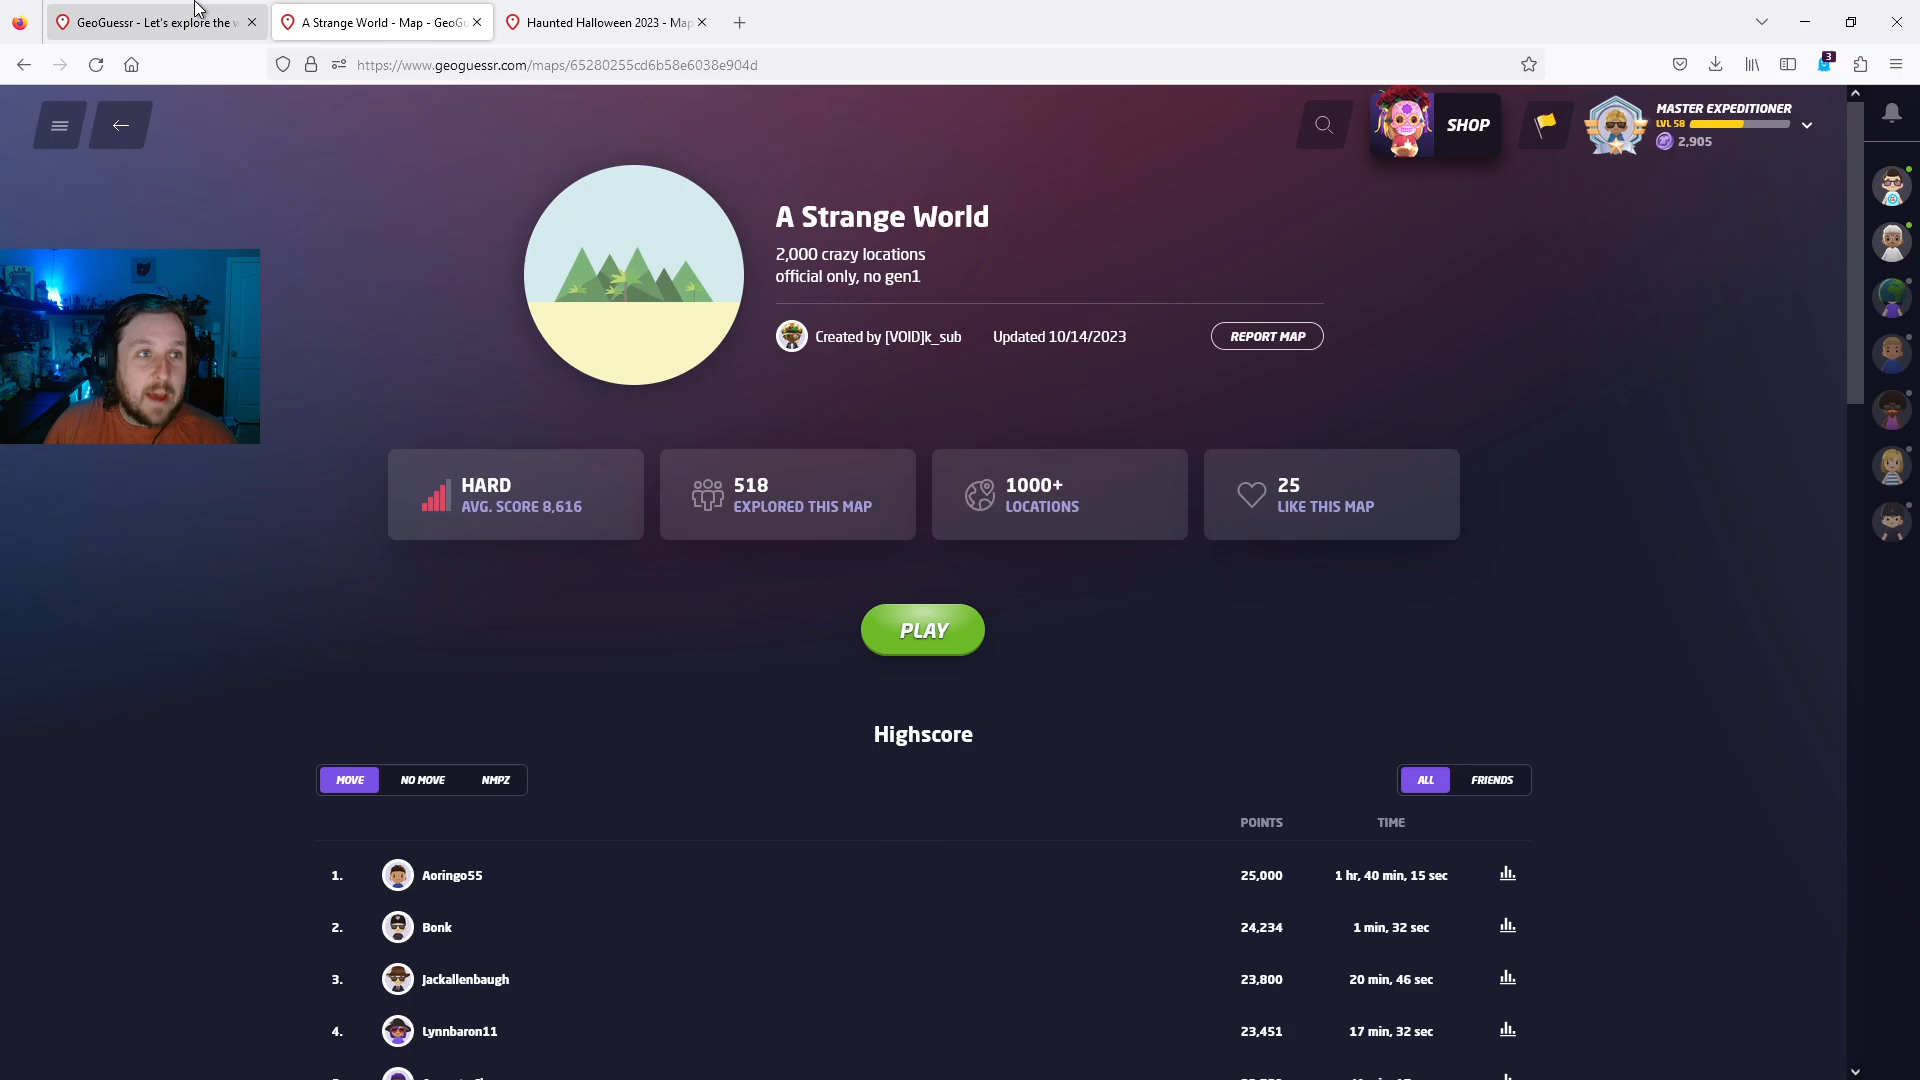 GeoGuessr - Let's explore the w
A Strange World - Map - GeoGu
Haunted Halloween 2023 - Map
https://www.geoguessr.com/maps/65280255cd6b58e6038e904d
3
SHOP
MASTER EXPEDITIONER
LVL 58
2,905
A Strange World
2,000 crazy locations
official only, no gen1
Created by [VOID]k_sub
Updated 10/14/2023
REPORT MAP
HARD
AVG. SCORE 8,616
518
EXPLORED THIS MAP
1000+
LOCATIONS
25
LIKE THIS MAP
PLAY
Highscore
MOVE
NO MOVE
NMPZ
ALL
FRIENDS
POINTS
TIME
1.
Aoringo55
25,000
1 hr, 40 min, 15 sec
2.
Bonk
24,234
1 min, 32 sec
3.
Jackallenbaugh
23,800
20 min, 46 sec
4.
Lynnbaron11
23,451
17 min, 32 sec